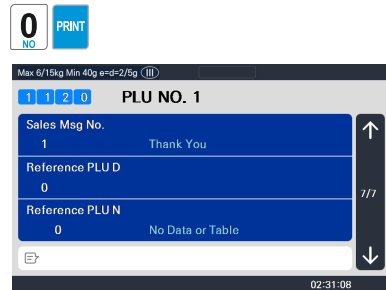 0
NO
PRINT
Max 6/15kg Min 40g e=d=2/5g III
1 1 2 0 PLU NO. 1
Sales Msg No.
1 Thank You
Reference PLU D
0
7/7
Reference PLU N
0 No Data or Table
02:31:08